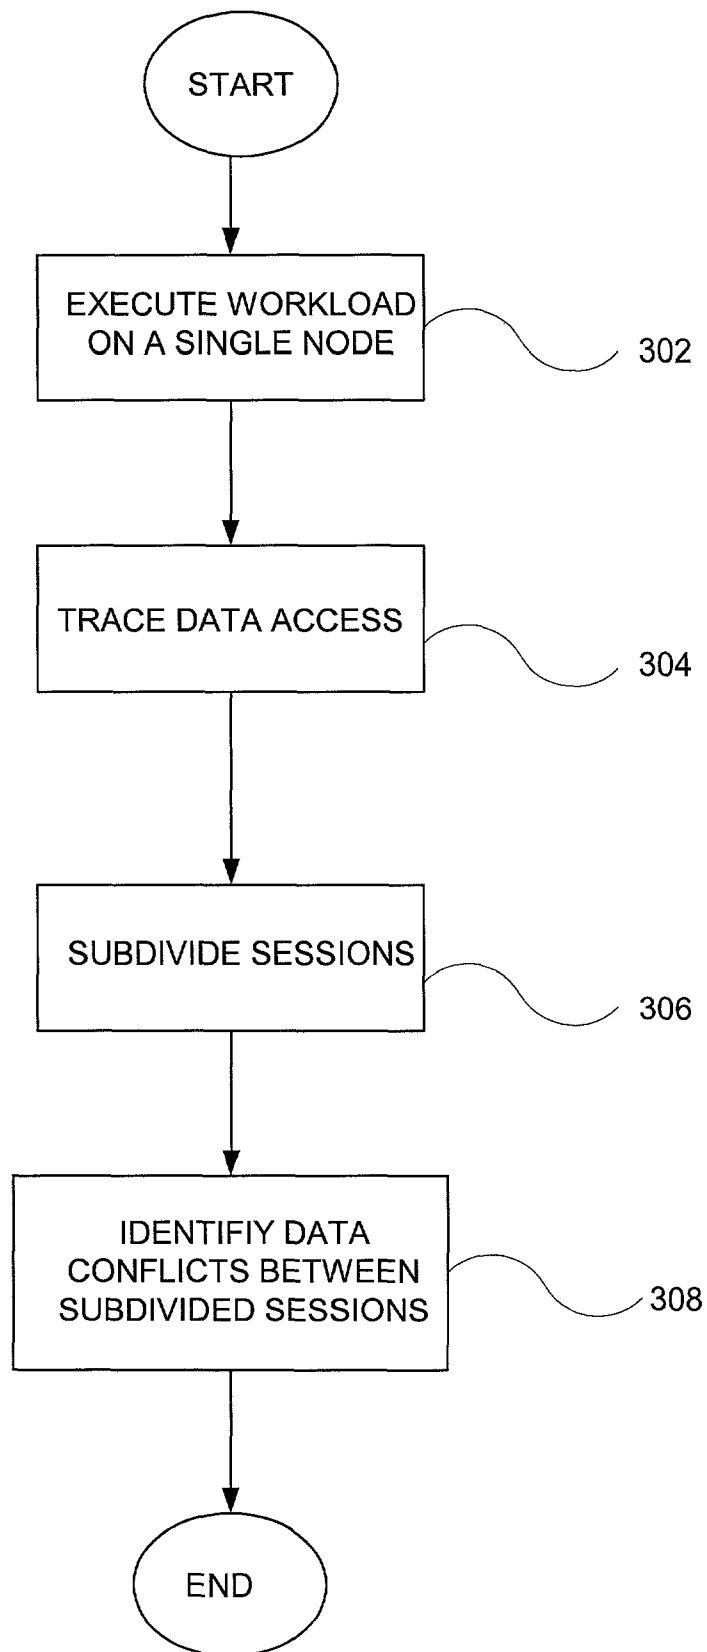 START
EXECUTE WORKLOAD
ON A SINGLE NODE
302
TRACE DATA ACCESS
304
SUBDIVIDE SESSIONS
306
IDENTIFIY DATA
CONFLICTS BETWEEN
SUBDIVIDED SESSIONS
308
END